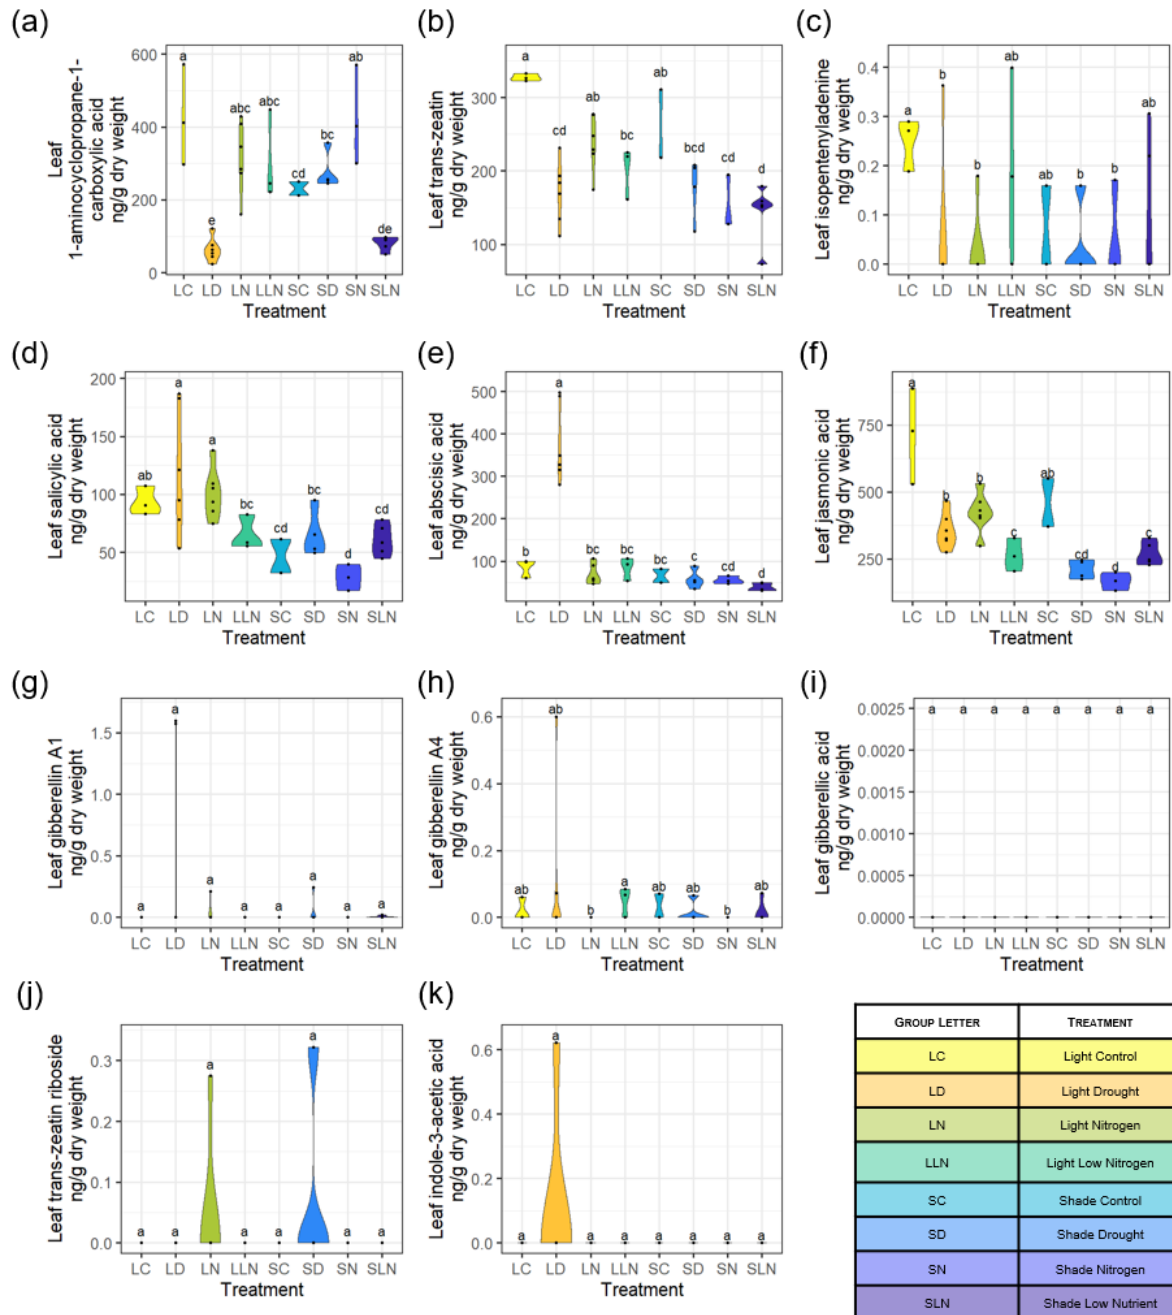 (a)
Leaf
1-aminocyclopropane-1-
carboxylic acid
ng/g dry weight
600
400
200
0
a
e
abc
abc
cd
bc
ab
de
LC LD LN LLN SC SD SN SLN
Treatment
(b)
Leaf trans-zeatin
ng/g dry weight
300
200
100
a
cd
ab
bc
ab
bcd
cd
d
LC LD LN LLN SC SD SN SLN
Treatment
(c)
Leaf isopentenyladenine
ng/g dry weight
0.4
0.3
0.2
0.1
0.0
a
b
b
ab
ab
b
b
ab
LC LD LN LLN SC SD SN SLN
Treatment
(d)
Leaf salicylic acid
ng/g dry weight
200
150
100
50
ab
a
a
bc
cd
bc
d
cd
LC LD LN LLN SC SD SN SLN
Treatment
(e)
Leaf abscisic acid
ng/g dry weight
500
400
300
200
100
b
a
bc
bc
cd
c
cd
d
LC LD LN LLN SC SD SN SLN
Treatment
(f)
Leaf jasmonic acid
ng/g dry weight
750
500
250
a
b
b
c
ab
cd
d
c
LC LD LN LLN SC SD SN SLN
Treatment
(g)
Leaf gibberellin A1
ng/g dry weight
1.5
1.0
0.5
0.0
a
a
a
a
a
a
a
a
LC LD LN LLN SC SD SN SLN
Treatment
(h)
Leaf gibberellin A4
ng/g dry weight
0.6
0.4
0.2
0.0
ab
ab
b
a
ab
ab
b
ab
LC LD LN LLN SC SD SN SLN
Treatment
(i)
Leaf gibberellic acid
ng/g dry weight
0.0025
0.0020
0.0015
0.0010
0.0005
0.0000
a a a a a a a a
LC LD LN LLN SC SD SN SLN
Treatment
(j)
Leaf trans-zeatin riboside
ng/g dry weight
0.3
0.2
0.1
0.0
a
a
a
a
a
a
a
a
LC LD LN LLN SC SD SN SLN
Treatment
(k)
Leaf indole-3-acetic acid
ng/g dry weight
0.6
0.4
0.2
0.0
a
a
a
a
a
a
a
a
LC LD LN LLN SC SD SN SLN
Treatment
GROUP LETTER TREATMENT
LC Light Control
LD Light Drought
LN Light Nitrogen
LLN Light Low Nitrogen
SC Shade Control
SD Shade Drought
SN Shade Nitrogen
SLN Shade Low Nutrient